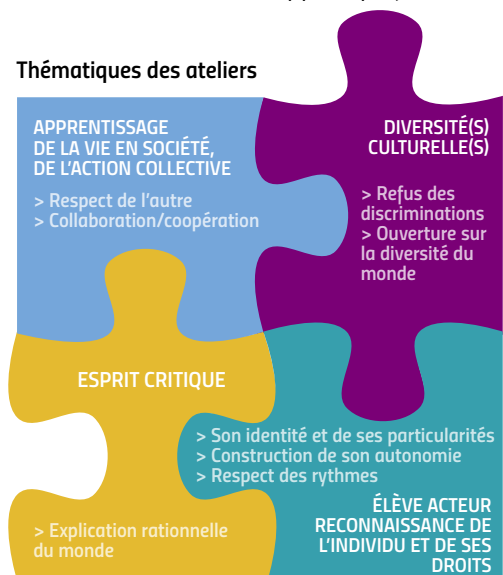 Thématiques des ateliers
APPRENTISSAGE
DE LA VIE EN SOCIÉTÉ,
DE L'ACTION COLLECTIVE
> Respect de l'autre
> Collaboration/coopération
DIVERSITÉ(S)
CULTURELLE(S)
> Refus des
discriminations
> Ouverture sur
la diversité du
monde
ESPRIT CRITIQUE
> Explication rationnelle
du monde
> Son identité et de ses particularités
> Construction de son autonomie
> Respect des rythmes
ÉLÈVE ACTEUR
RECONNAISSANCE DE
L'INDIVIDU ET DE SES
DROITS